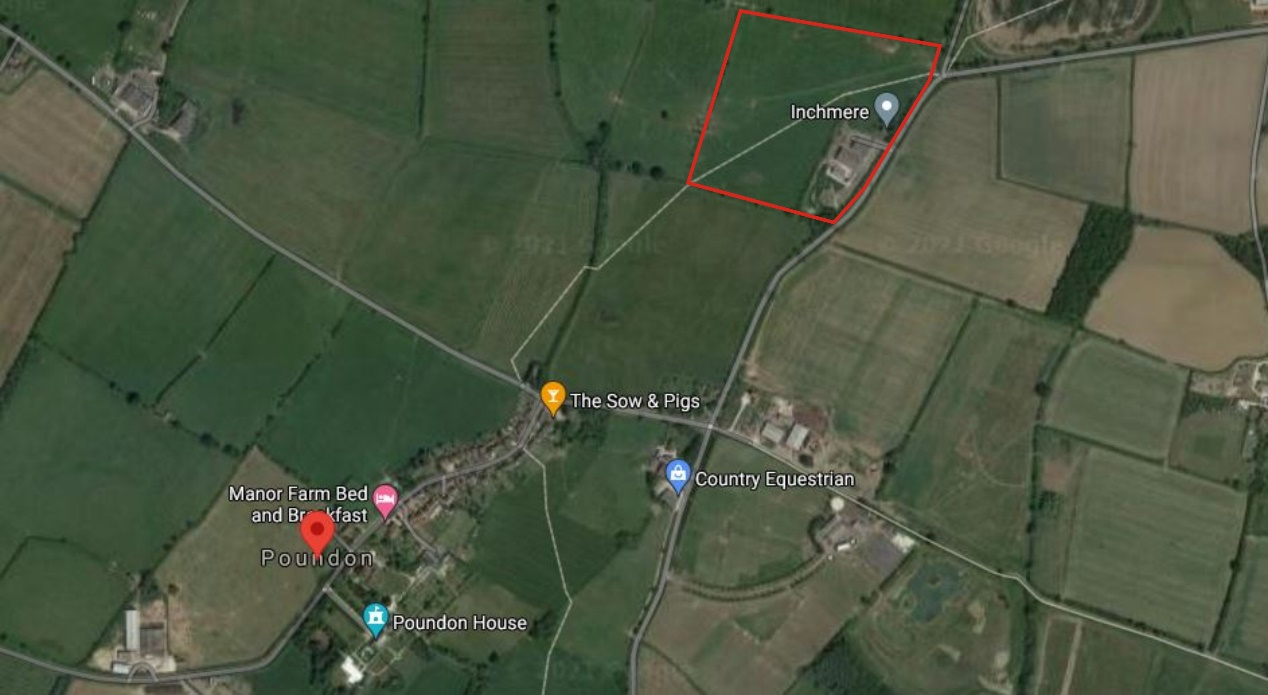 Inchmere
© 2021 Google
© 2021 Google
The Sow & Pigs
Country Equestrian
Manor Farm Bed
and Breakfast
Poundon
Poundon House